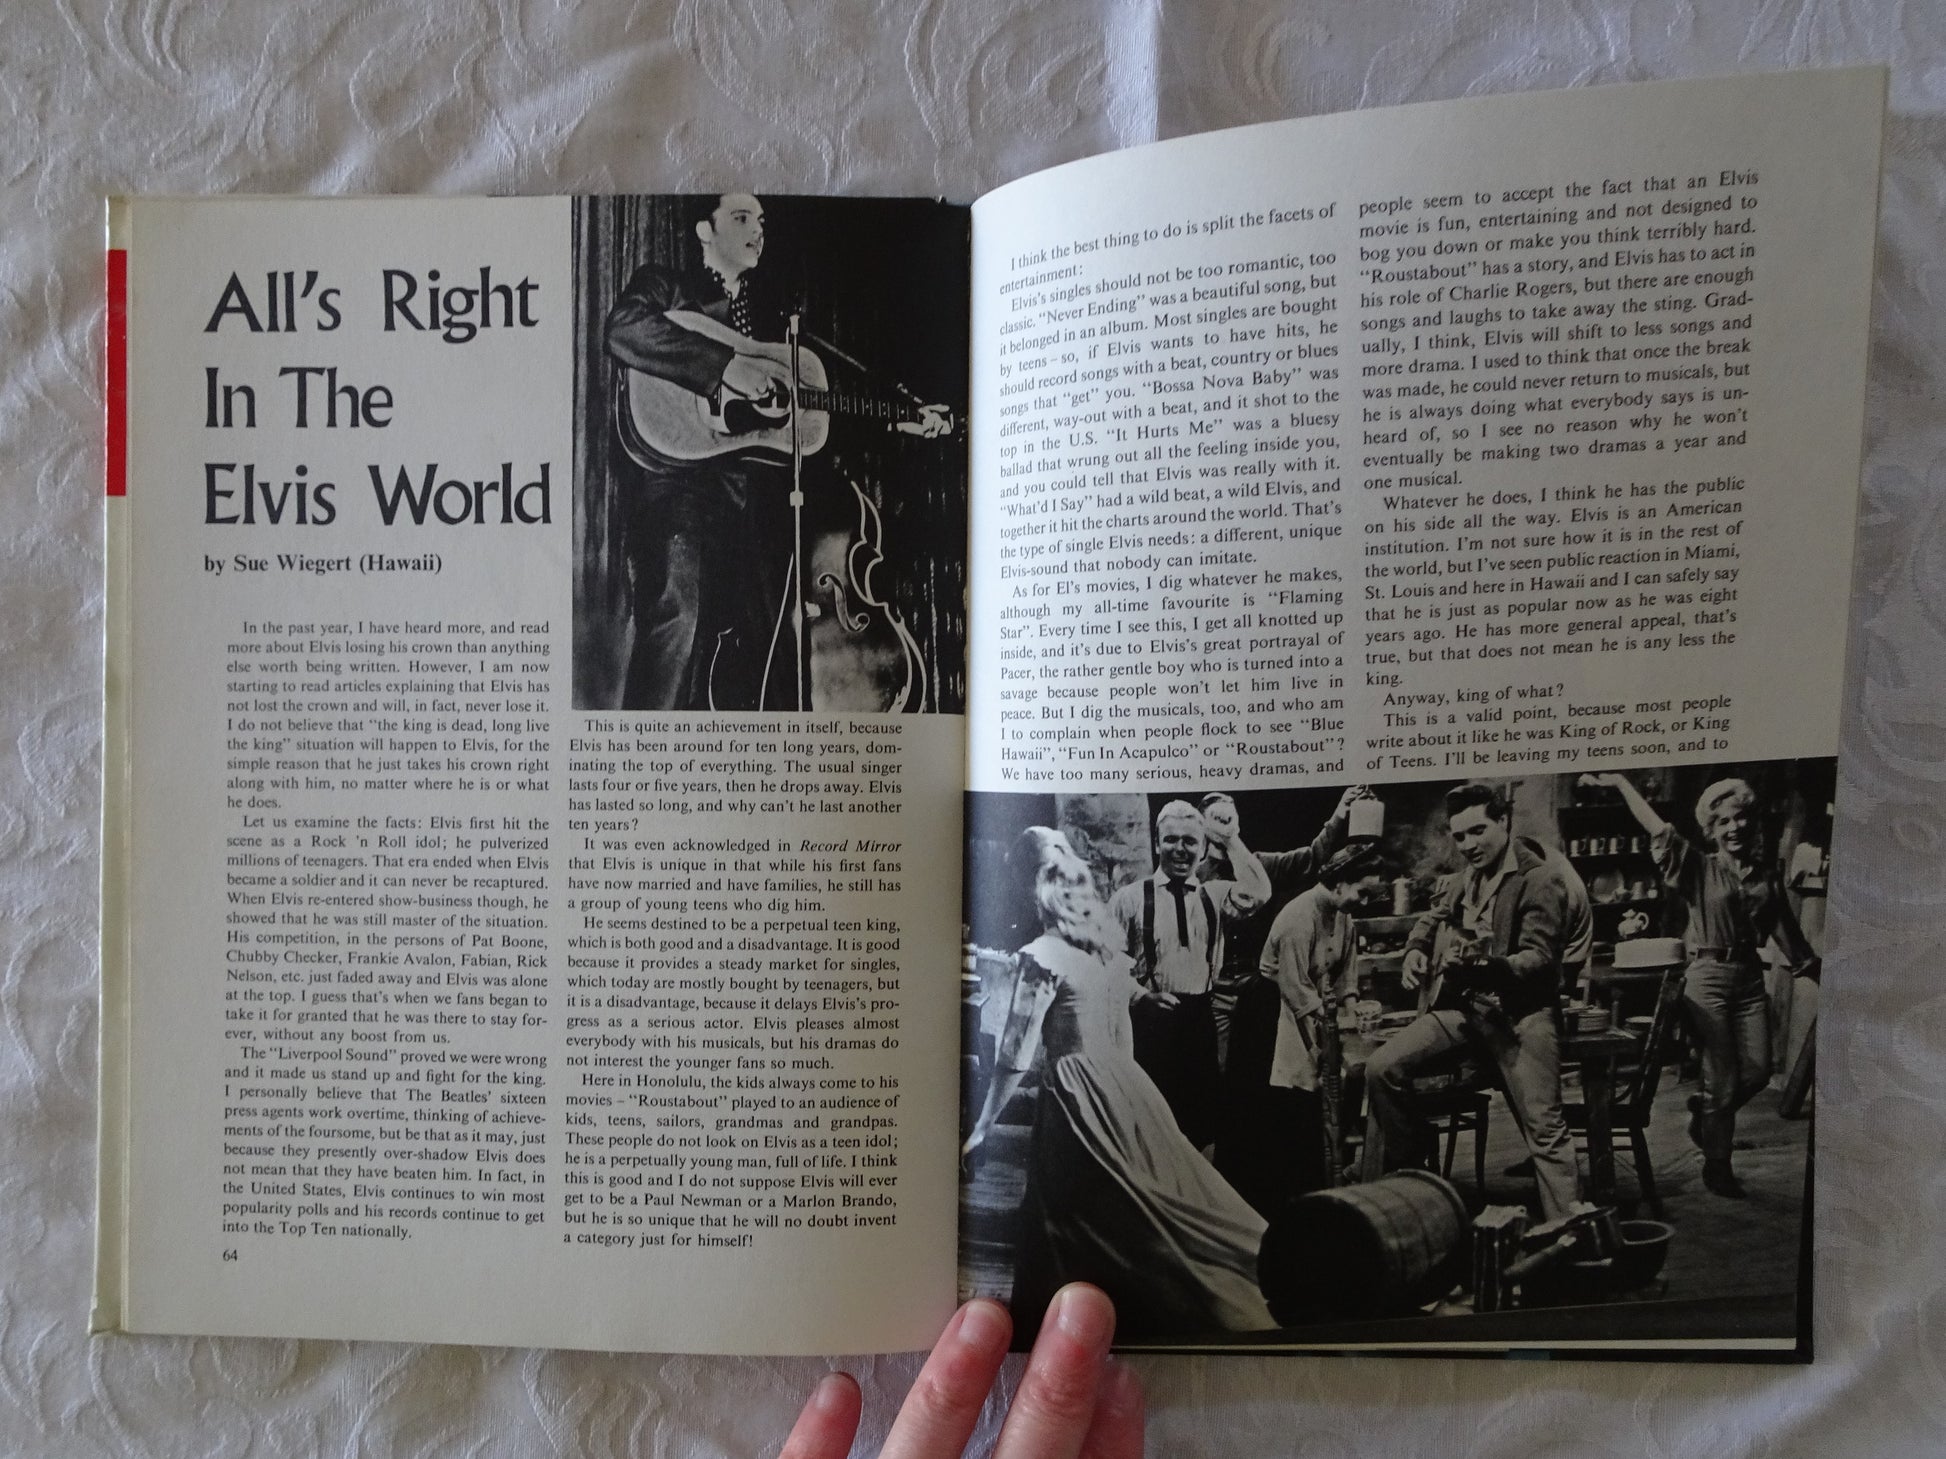 All's Right
In The
Elvis World
by Sue Wiegert (Hawaii)
In the past year, I have heard more, and read
more about Elvis losing his crown than anything
else worth being written. However, I am now
starting to read articles explaining that Elvis has
not lost the crown and will, in fact, never lose it.
I do not believe that "the king is dead, long live
the king" situation will happen to Elvis, for the
simple reason that he just takes his crown right
along with him, no matter where he is or what
he does.
Let us examine the facts: Elvis first hit the
scene as a Rock 'n Roll idol; he pulverized
millions of teenagers. That era ended when Elvis
became a soldier and it can never be recaptured.
When Elvis re-entered show-business though, he
showed that he was still master of the situation.
His competition, in the persons of Pat Boone,
Chubby Checker, Frankie Avalon, Fabian, Rick
Nelson, etc. just faded away and Elvis was alone
at the top. I guess that's when we fans began to
take it for granted that he was there to stay for-
ever, without any boost from us.
The "Liverpool Sound" proved we were wrong
and it made us stand up and fight for the king.
I personally believe that The Beatles' sixteen
press agents work overtime, thinking of achieve-
ments of the foursome, but be that as it may, just
because they presently over-shadow Elvis does
not mean that they have beaten him. In fact, in
the United States, Elvis continues to win most
popularity polls and his records continue to get
into the Top Ten nationally.
64
This is quite an achievement in itself, because
Elvis has been around for ten long years, dom-
inating the top of everything. The usual singer
lasts four or five years, then he drops away. Elvis
has lasted so long, and why can't he last another
ten years?
It was even acknowledged in Record Mirror
that Elvis is unique in that while his first fans
have now married and have families, he still has
a group of young teens who dig him.
He seems destined to be a perpetual teen king,
which is both good and a disadvantage. It is good
because it provides a steady market for singles,
which today are mostly bought by teenagers, but
it is a disadvantage, because it delays Elvis's pro-
gress as a serious actor. Elvis pleases almost
everybody with his musicals, but his dramas do
not interest the younger fans so much.
Here in Honolulu, the kids always come to his
movies – "Roustabout" played to an audience of
kids, teens, sailors, grandmas and grandpas.
These people do not look on Elvis as a teen idol;
he is a perpetually young man, full of life. I think
this is good and I do not suppose Elvis will ever
get to be a Paul Newman or a Marlon Brando,
but he is so unique that he will no doubt invent
a category just for himself!
I think the best thing to do is split the facets of
entertainment:
Elvis's singles should not be too romantic, too
classic. "Never Ending" was a beautiful song, but
it belonged in an album. Most singles are bought
by teens – so, if Elvis wants to have hits, he
should record songs with a beat, country or blues
songs that "get" you. "Bossa Nova Baby" was
different, way-out with a beat, and it shot to the
top in the U.S. "It Hurts Me" was a bluesy
ballad that wrung out all the feeling inside you,
and you could tell that Elvis was really with it.
"What'd I Say" had a wild beat, a wild Elvis, and
together it hit the charts around the world. That's
the type of single Elvis needs: a different, unique
Elvis-sound that nobody can imitate.
As for El's movies, I dig whatever he makes,
although my all-time favourite is "Flaming
Star". Every time I see this, I get all knotted up
inside, and it's due to Elvis's great portrayal of
Pacer, the rather gentle boy who is turned into a
savage because people won't let him live in
peace. But I dig the musicals, too, and who am
I to complain when people flock to see "Blue
Hawaii", "Fun In Acapulco" or "Roustabout"?
We have too many serious, heavy dramas, and
people seem to accept the fact that an Elvis
movie is fun, entertaining and not designed to
bog you down or make you think terribly hard.
"Roustabout" has a story, and Elvis has to act in
his role of Charlie Rogers, but there are enough
songs and laughs to take away the sting. Grad-
ually, I think, Elvis will shift to less songs and
more drama. I used to think that once the break
was made, he could never return to musicals, but
he is always doing what everybody says is un-
heard of, so I see no reason why he won't
eventually be making two dramas a year and
one musical.
Whatever he does, I think he has the public
on his side all the way. Elvis is an American
institution. I'm not sure how it is in the rest of
the world, but I've seen public reaction in Miami,
St. Louis and here in Hawaii and I can safely say
that he is just as popular now as he was eight
years ago. He has more general appeal, that's
true, but that does not mean he is any less the
king.
Anyway, king of what?
This is a valid point, because most people
write about it like he was King of Rock, or King
of Teens. I'll be leaving my teens soon, and to